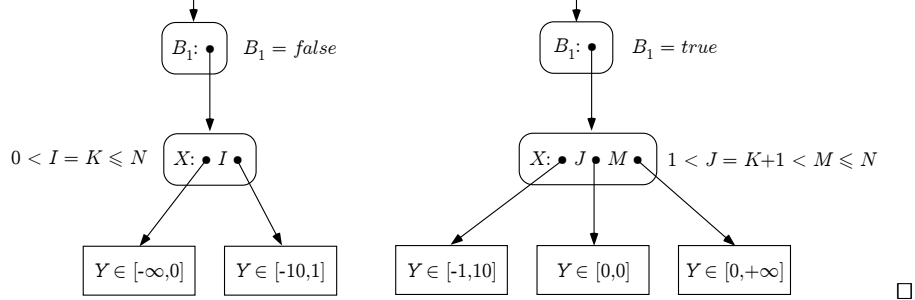 B₁: B₁ = false
B₁: B₁ = true
0 < I = K ⩽ N X: I
X: J M 1 < J = K+1 < M ⩽ N
Y ∈ [-∞,0] Y ∈ [-10,1]
Y ∈ [-1,10] Y ∈ [0,0] Y ∈ [0,+∞]